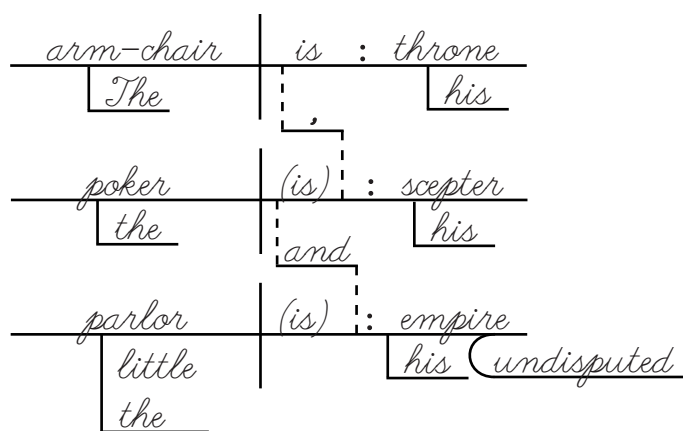 arm-chair is : throne
The his
,
poker (is) : scepter
the his
and
parlor (is) : empire
little his undisputed
the